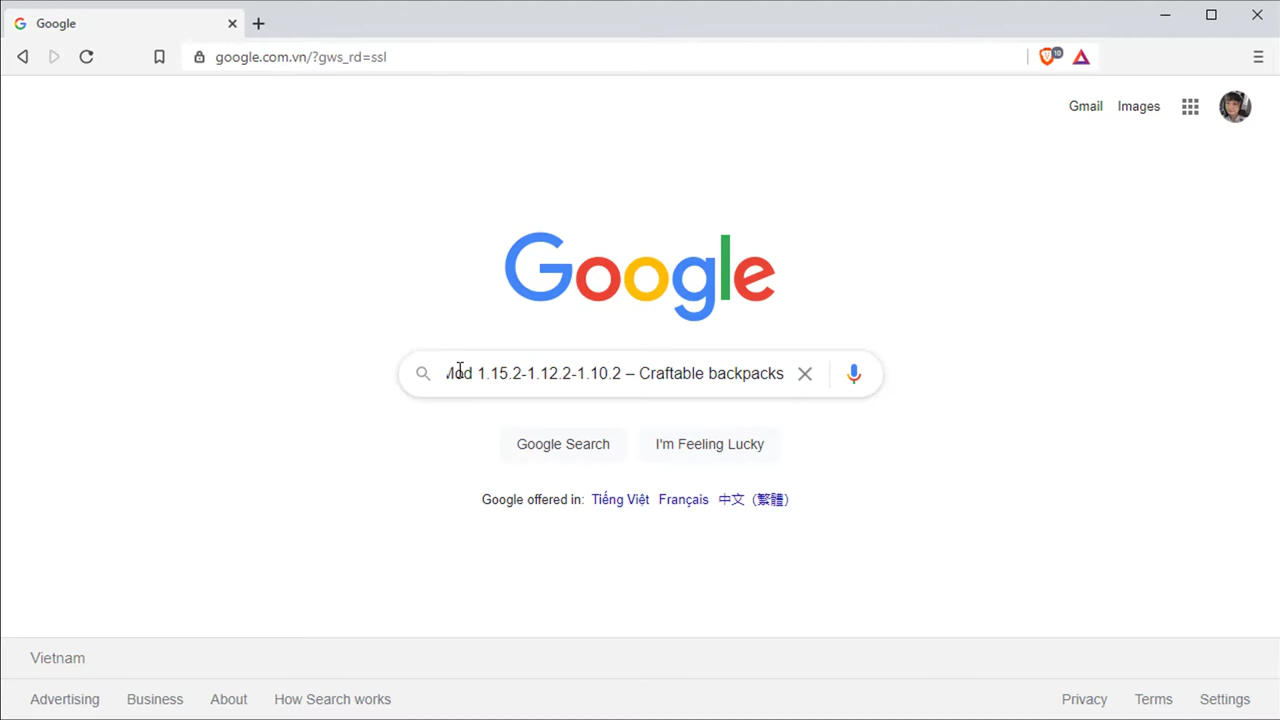 Google
google.com.vn/?gws_rd=ssl
10
Gmail Images
Google
Mod 1.15.2-1.12.2-1.10.2 – Craftable backpacks
Google Search I'm Feeling Lucky
Google offered in: Tiếng Việt Français 中文（繁體）
Vietnam
Advertising Business About How Search works Privacy Terms Settings